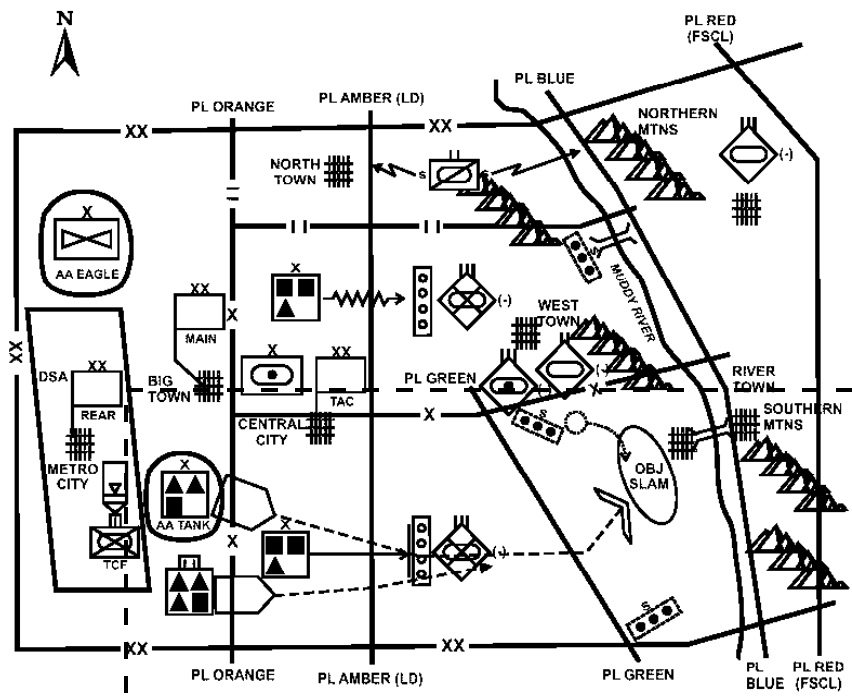 N
PL RED
(FSCL)
PL BLUE
PL ORANGE
PL AMBER (LD)
XX
XX
NORTHERN
MTNS
NORTH
TOWN
S
S
(-)
X
AA EAGLE
MUDDY RIVER
S
XX
MAIN
X
X
(-)
WEST
TOWN
XX
DSA
XX
REAR
BIG
TOWN
X
XX
TAC
PL GREEN
(-)
(-)
X
RIVER
TOWN
CENTRAL
CITY
X
S
SOUTHERN
MTNS
METRO
CITY
OBJ
SLAM
X
AA TANK
X
X
(-)
TCF
S
XX
XX
PL ORANGE
PL AMBER (LD)
PL GREEN
PL
BLUE
PL RED
(FSCL)